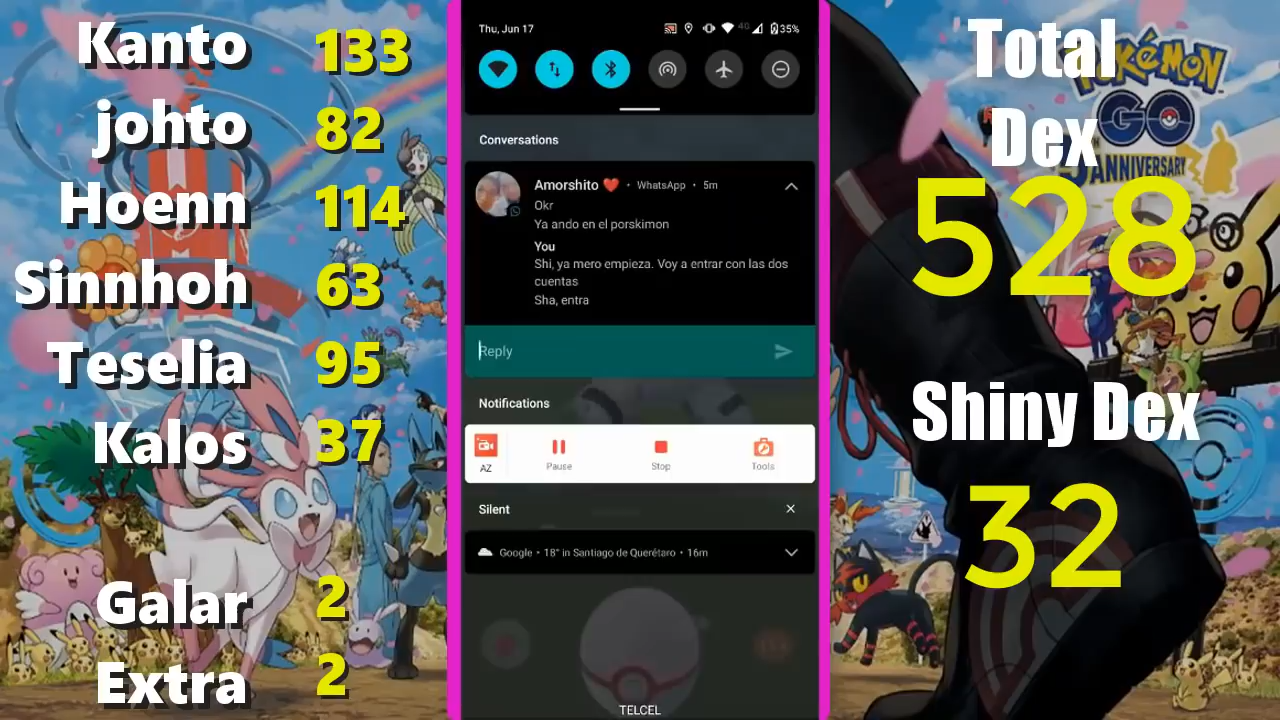 Kanto 133
johto 82
Hoenn 114
Sinnhoh 63
Teselia 95
Kalos 37
Galar 2
Extra 2
Thu, Jun 17
4G
35%
Conversations
Amorshito ❤️ • WhatsApp • 5m
Okr
Ya ando en el porskimon
You
Shi, ya mero empieza. Voy a entrar con las dos
cuentas
Sha, entra
Reply
Notifications
AZ
Pause
Stop
Tools
Silent
Google • 18° in Santiago de Querétaro • 16m
TELCEL
Total
Dex
528
Shiny Dex
32
Pokémon
GO
ANNIVERSARY